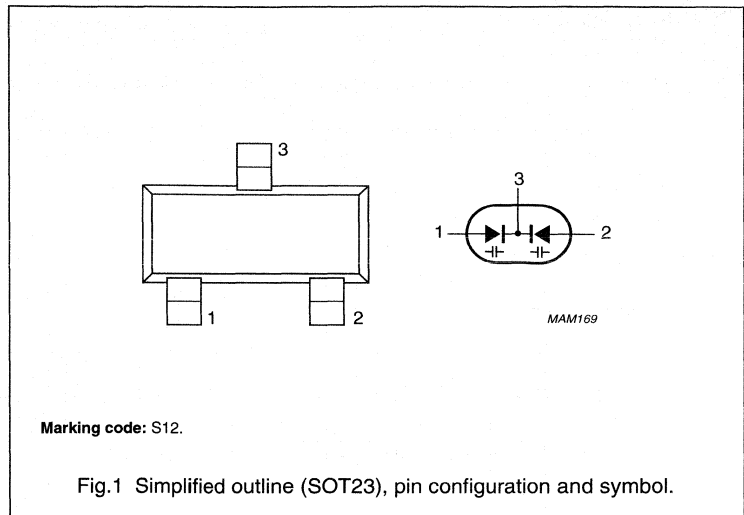 3
3
1
2
1
2
MAM169
Marking code: S12.
Fig.1 Simplified outline (SOT23), pin configuration and symbol.